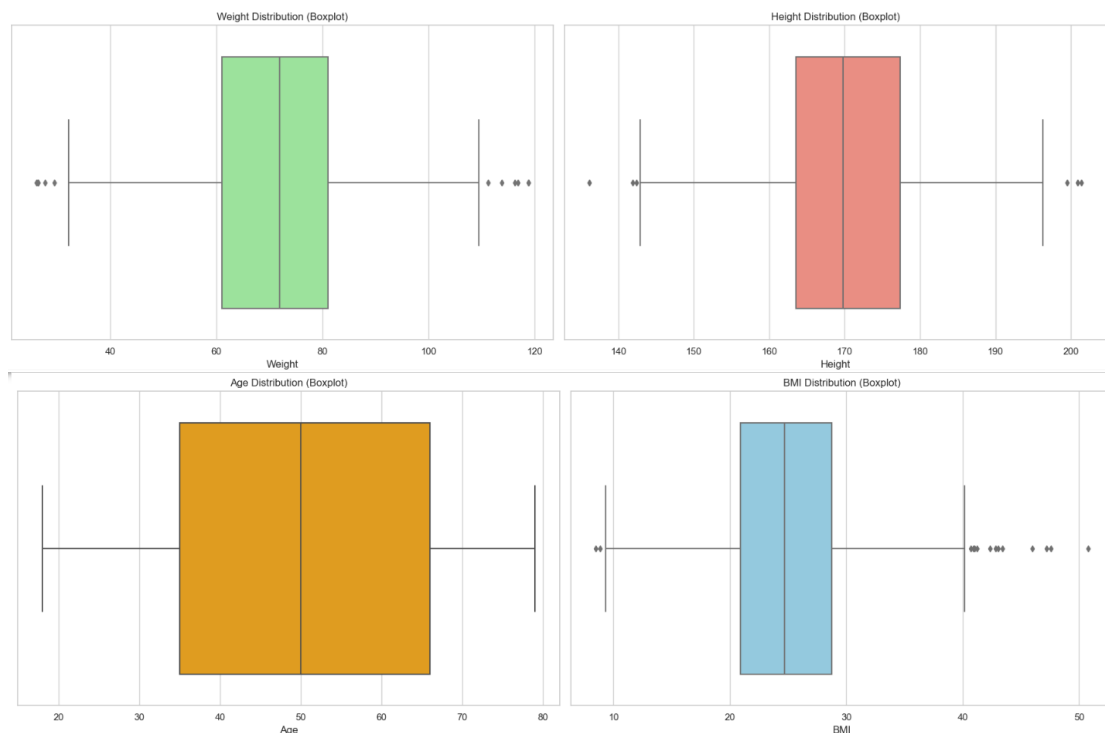 Weight Distribution (Boxplot)
40 60 80 100 120
Weight
Height Distribution (Boxplot)
140 150 160 170 180 190 200
Height
Age Distribution (Boxplot)
20 30 40 50 60 70 80
Age
BMI Distribution (Boxplot)
10 20 30 40 50
BMI